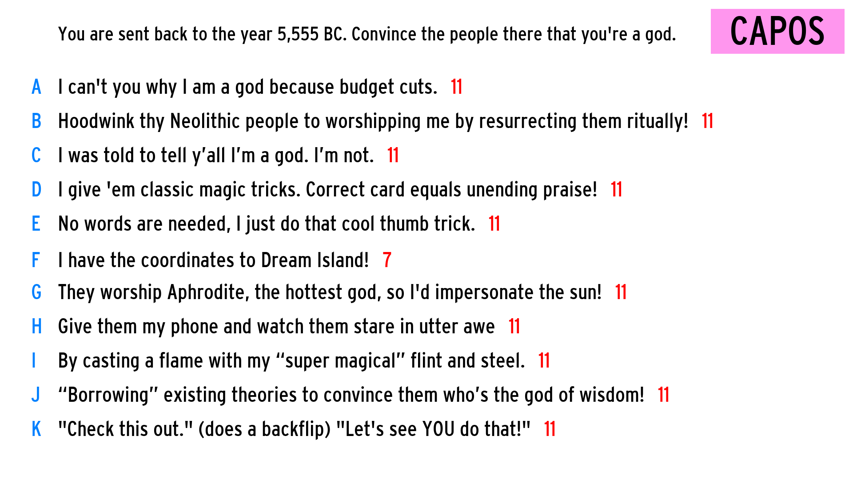 You are sent back to the year 5,555 BC. Convince the people there that you're a god.
CAPOS
A I can't you why I am a god because budget cuts. 11
B Hoodwink thy Neolithic people to worshipping me by resurrecting them ritually! 11
C I was told to tell y’all I’m a god. I’m not. 11
D I give 'em classic magic tricks. Correct card equals unending praise! 11
E No words are needed, I just do that cool thumb trick. 11
F I have the coordinates to Dream Island! 7
G They worship Aphrodite, the hottest god, so I'd impersonate the sun! 11
H Give them my phone and watch them stare in utter awe 11
I By casting a flame with my “super magical” flint and steel. 11
J “Borrowing” existing theories to convince them who’s the god of wisdom! 11
K "Check this out." (does a backflip) "Let's see YOU do that!" 11